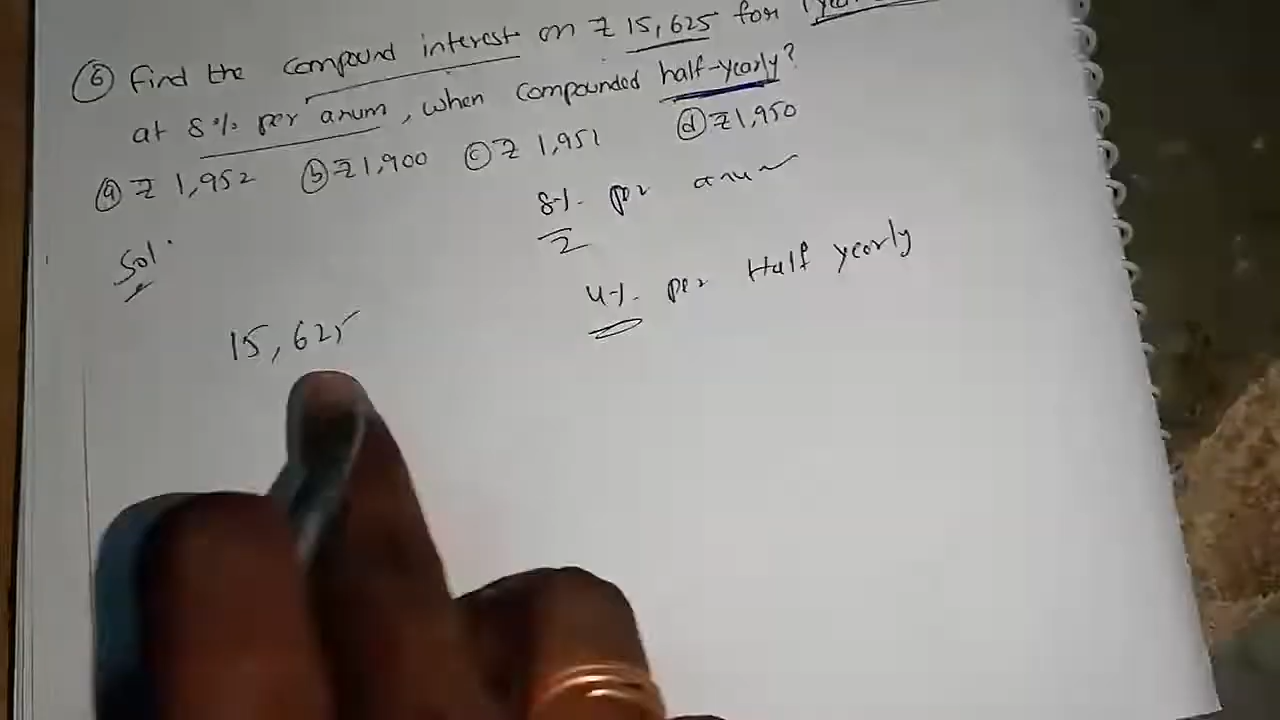 ⑥ Find the compound interest on ₹ 15,625 for
at 8% per anum, when compounded half-yearly?
ⓐ ₹ 1,952 ⓑ ₹1,900 ⓒ ₹ 1,951 ⓓ ₹1,950
Sol.
8%. per
2
4%. per Half yearly
15,625